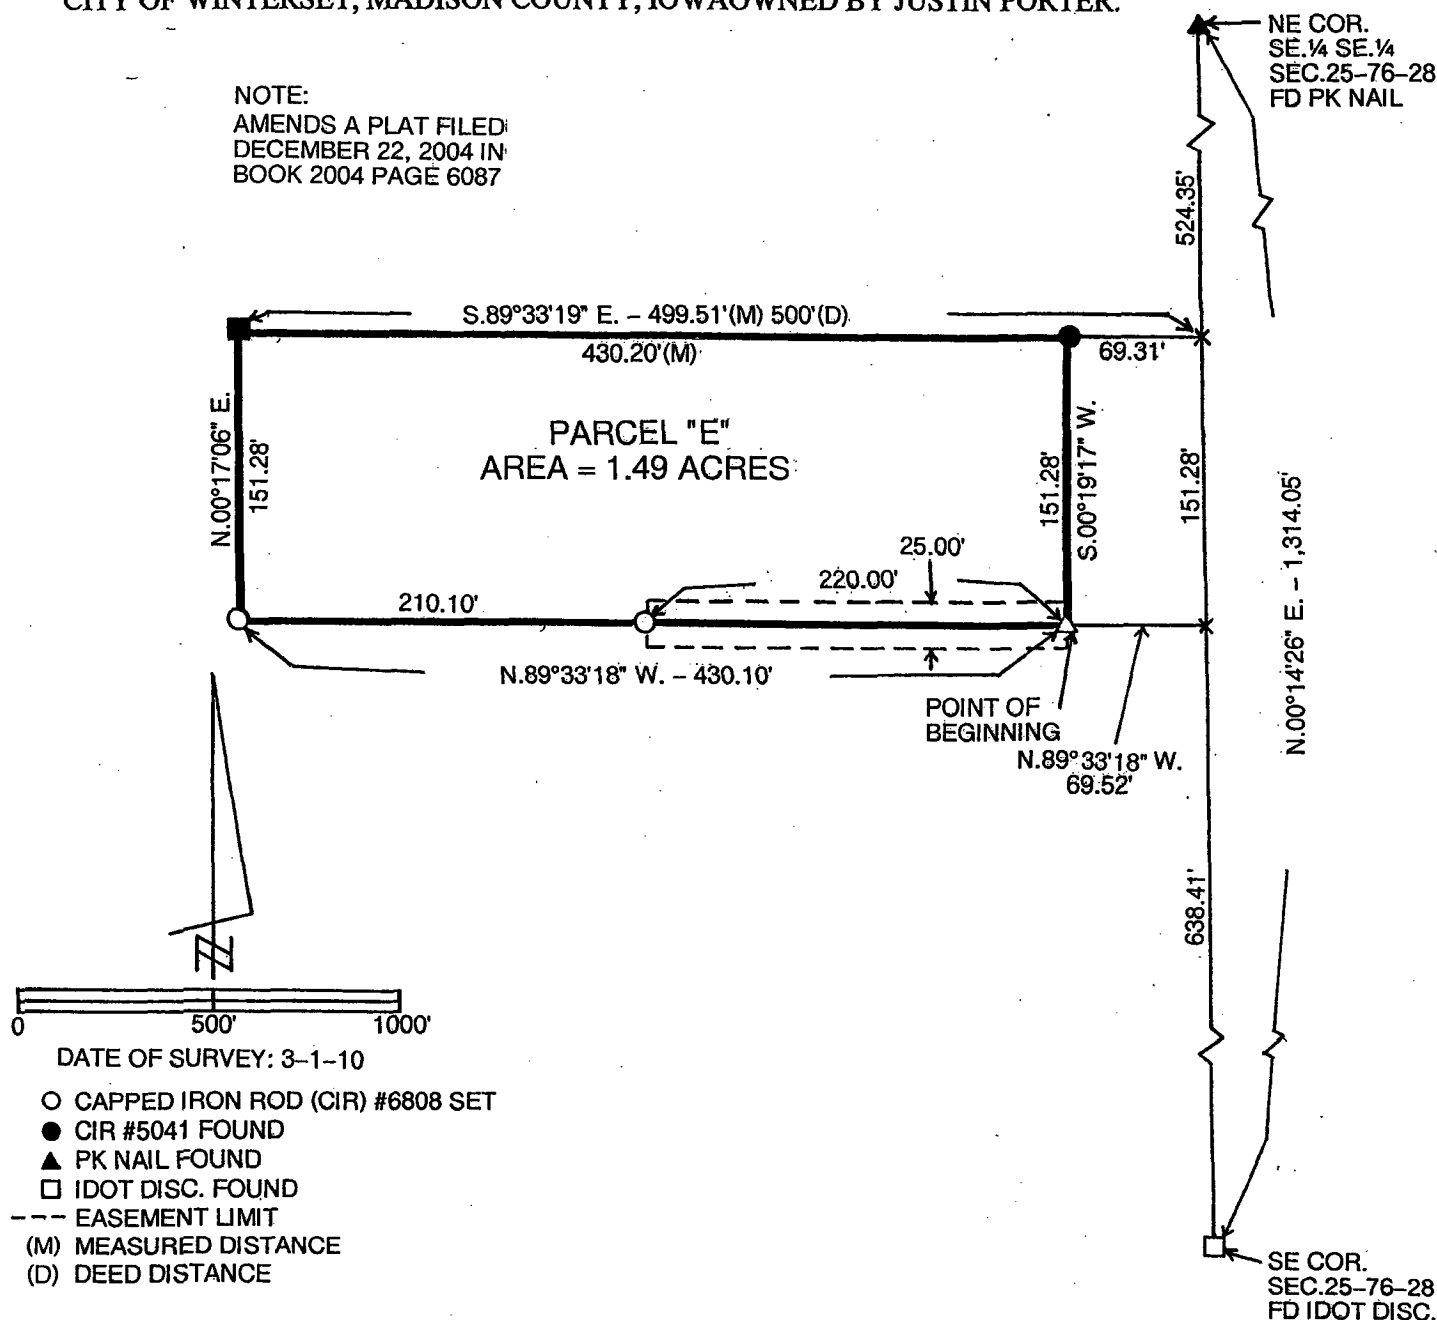 CITY OF WINTERSET, MADISON COUNTY, IOWAOWNED BY JUSTIN PORTER.
NE COR.
SE.¼ SE.¼
SEC.25–76–28
FD PK NAIL
NOTE:
AMENDS A PLAT FILED
DECEMBER 22, 2004 IN
BOOK 2004 PAGE 6087
524.35'
S.89°33'19" E. – 499.51'(M) 500'(D)
430.20'(M)
69.31'
N.00°17'06" E.
151.28'
PARCEL "E"
AREA = 1.49 ACRES
151.28'
S.00°19'17" W.
151.28'
N.00°14'26" E. – 1,314.05'
25.00'
220.00'
210.10'
N.89°33'18" W. – 430.10'
POINT OF
BEGINNING
N.89°33'18" W.
69.52'
638.41'
N
0 500' 1000'
DATE OF SURVEY: 3–1–10
CAPPED IRON ROD (CIR) #6808 SET
CIR #5041 FOUND
PK NAIL FOUND
IDOT DISC. FOUND
EASEMENT LIMIT
(M) MEASURED DISTANCE
(D) DEED DISTANCE
SE COR.
SEC.25–76–28
FD IDOT DISC.